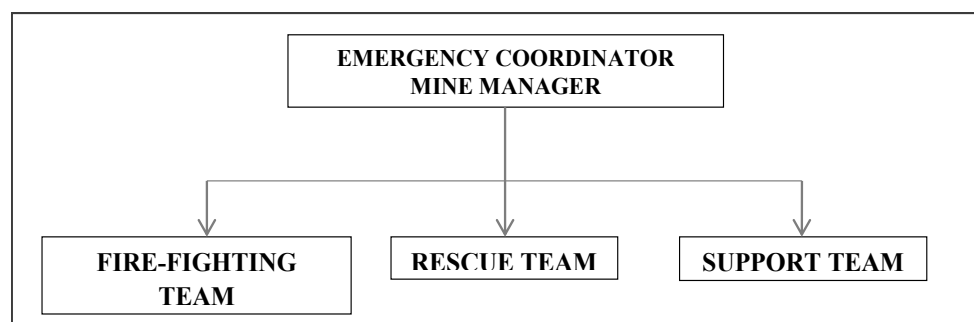 EMERGENCY COORDINATOR
MINE MANAGER
FIRE-FIGHTING
TEAM
RESCUE TEAM
SUPPORT TEAM